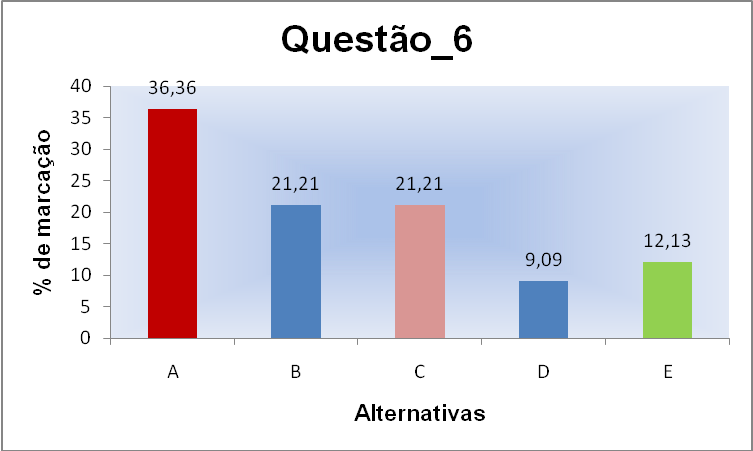 Questão_6
% de marcação
40
35
30
25
20
15
10
5
0
36,36
21,21
21,21
9,09
12,13
A
B
C
D
E
Alternativas